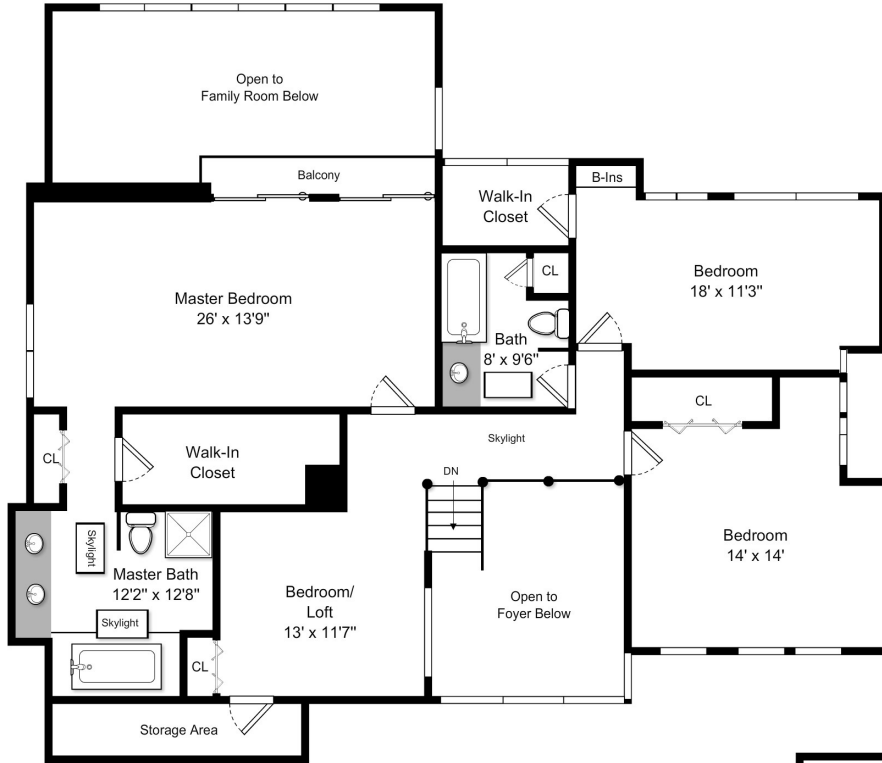 Open to
Family Room Below
Balcony
Walk-In
Closet
B-Ins
CL
Bedroom
18' x 11'3"
Master Bedroom
26' x 13'9"
Bath
8' x 9'6"
CL
Skylight
CL
Walk-In
Closet
DN
Bedroom
14' x 14'
Skylight
Master Bath
12'2" x 12'8"
Skylight
Bedroom/
Loft
13' x 11'7"
Open to
Foyer Below
CL
Storage Area